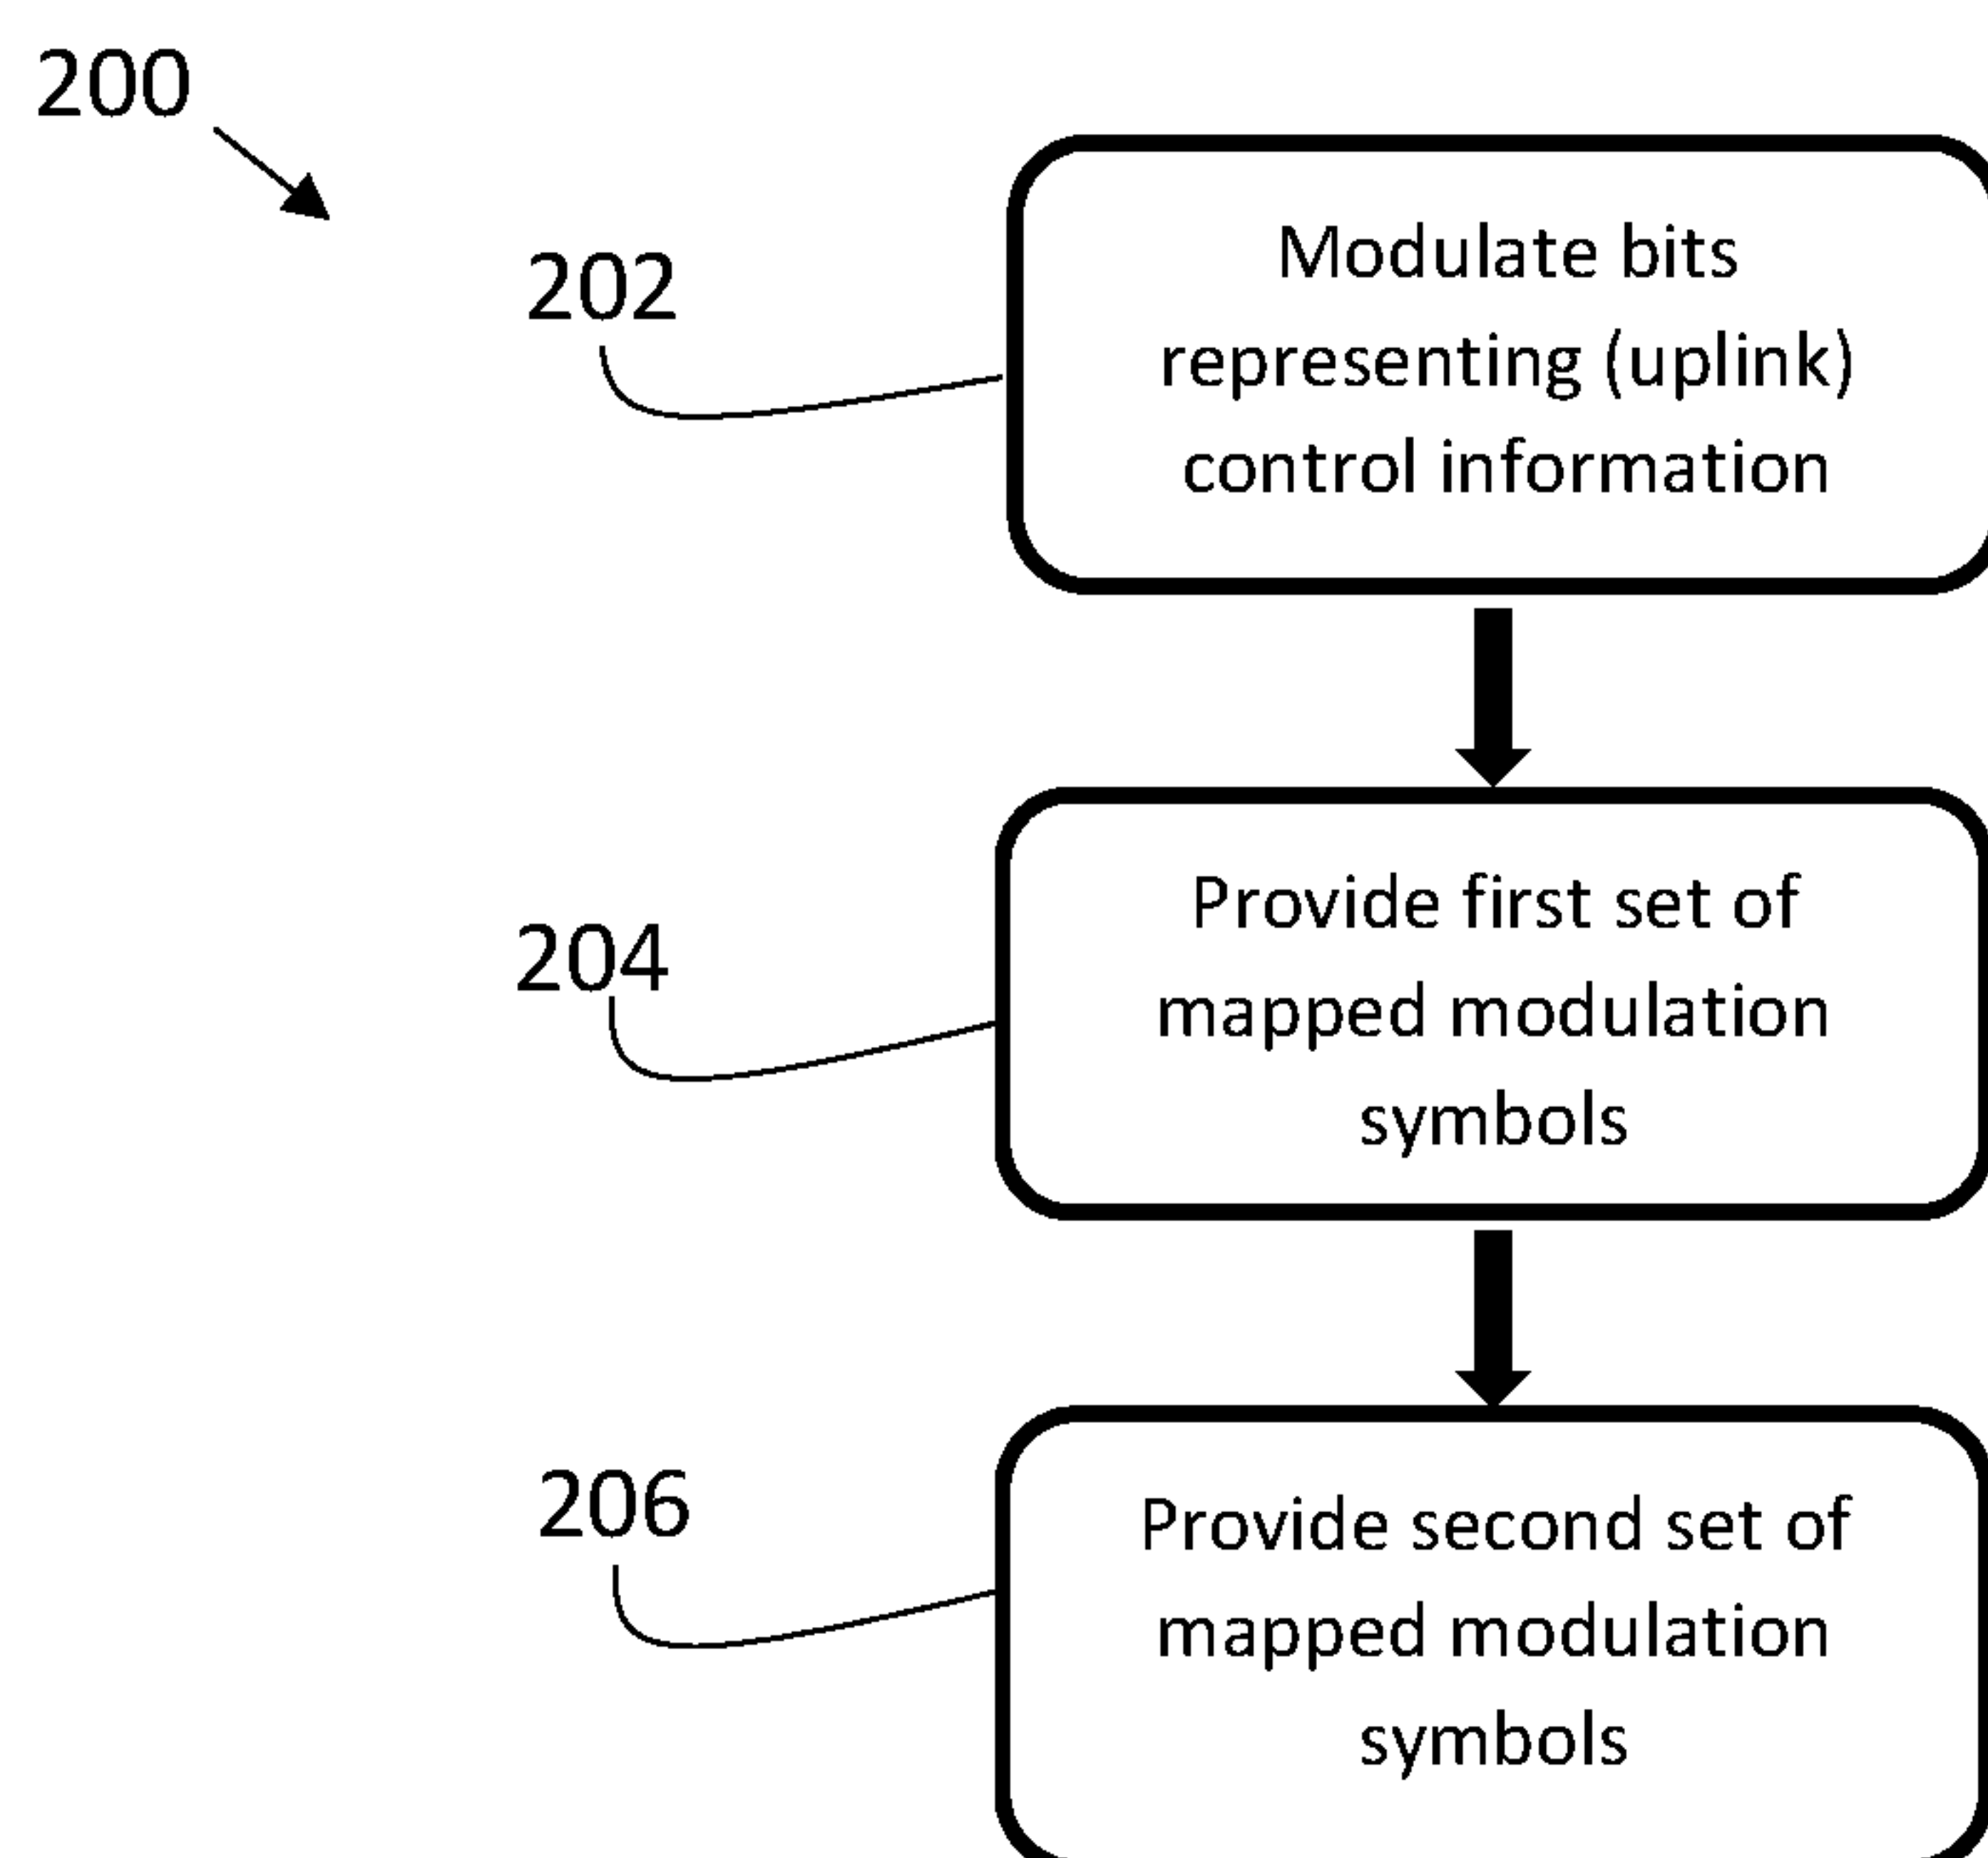 200
202
Modulate bits
representing (uplink)
control information
204
Provide first set of
mapped modulation
symbols
206
Provide second set of
mapped modulation
symbols